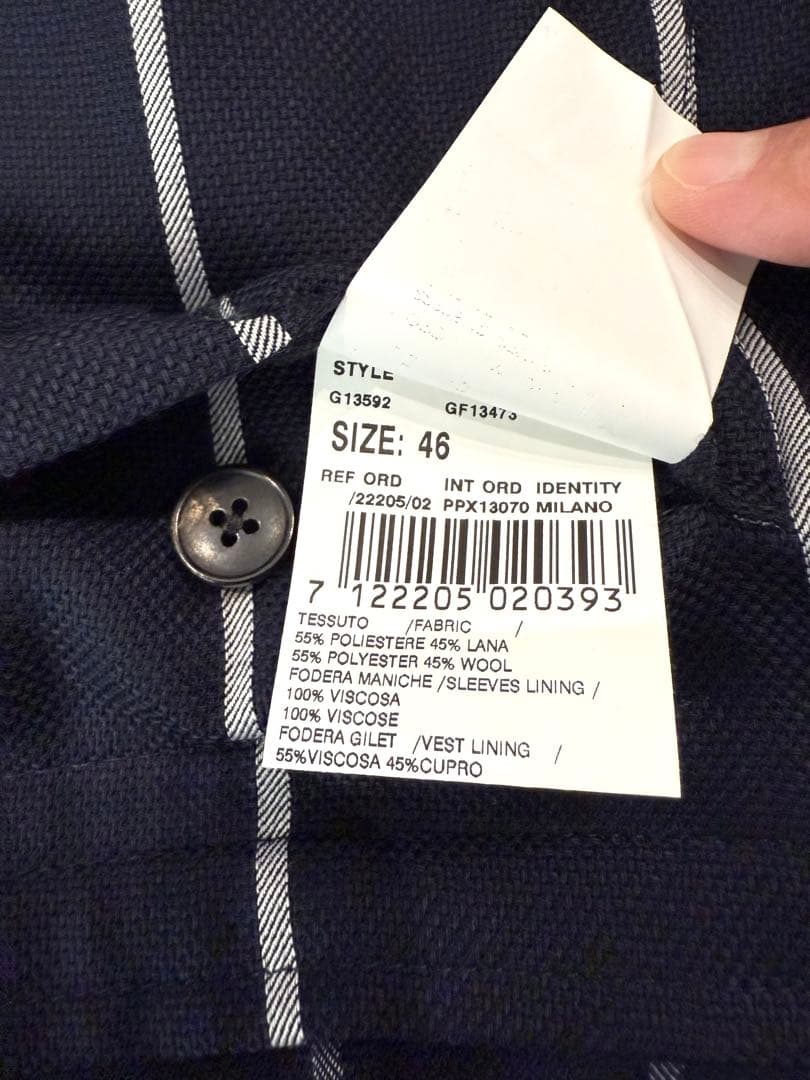 STYLE
G13592 GF13473
SIZE: 46
REF ORD INT ORD IDENTITY
/22205/02 PPX13070 MILANO
7 122205 020393
TESSUTO /FABRIC /
55% POLIESTERE 45% LANA
55% POLYESTER 45% WOOL
FODERA MANICHE /SLEEVES LINING /
100% VISCOSA
100% VISCOSE
FODERA GILET /VEST LINING /
55%VISCOSA 45%CUPRO